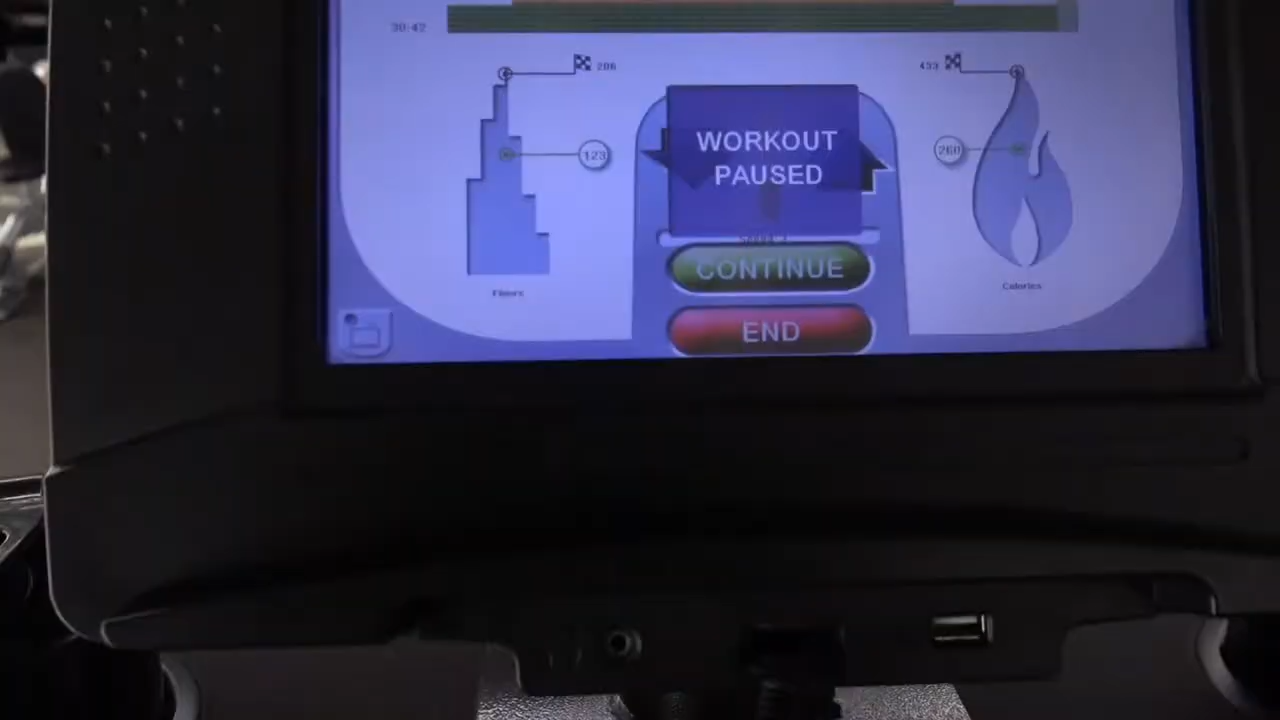 30:42
206
433
WORKOUT
PAUSED
123
260
CONTINUE
Floors
Calories
END